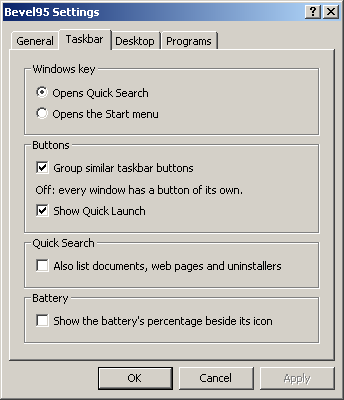 Bevel95 Settings
General
Taskbar
Desktop
Programs
Windows key
Opens Quick Search
Opens the Start menu
Buttons
Group similar taskbar buttons
Off: every window has a button of its own.
Show Quick Launch
Quick Search
Also list documents, web pages and uninstallers
Battery
Show the battery's percentage beside its icon
OK
Cancel
Apply